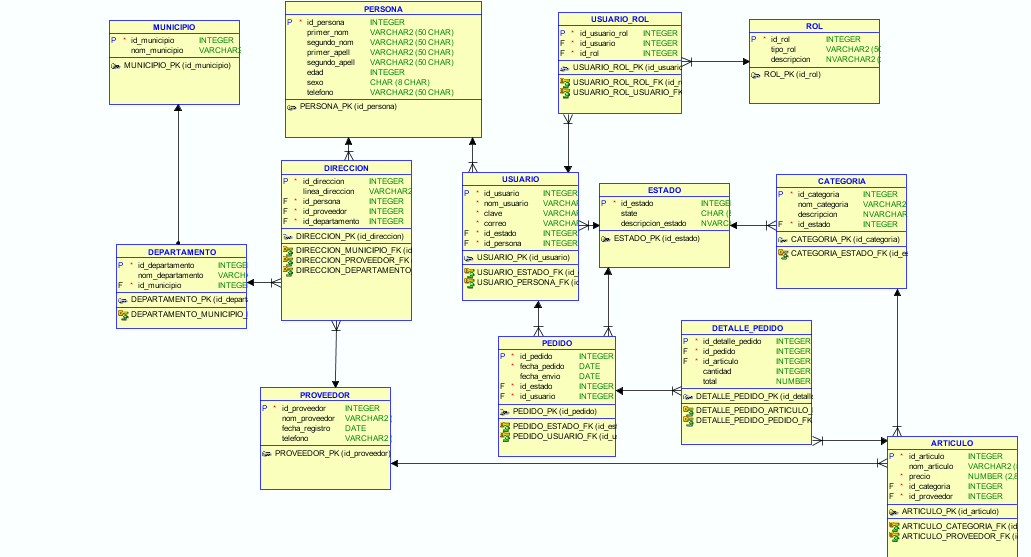 MUNICIPIO
P * id_municipio INTEGER
nom_municipio VARCHAR2
MUNICIPIO_PK (id_municipio)
PERSONA
P * id_persona INTEGER
primer_nom VARCHAR2 (50 CHAR)
segundo_nom VARCHAR2 (50 CHAR)
primer_apell VARCHAR2 (50 CHAR)
segundo_apell VARCHAR2 (50 CHAR)
edad INTEGER
sexo CHAR (8 CHAR)
telefono VARCHAR2 (50 CHAR)
PERSONA_PK (id_persona)
USUARIO_ROL
P * id_usuario_rol INTEGER
F * id_usuario INTEGER
F * id_rol INTEGER
USUARIO_ROL_PK (id_usuario
USUARIO_ROL_ROL_FK (id_r
USUARIO_ROL_USUARIO_FK
ROL
P * id_rol INTEGER
tipo_rol VARCHAR2 (50
descripcion NVARCHAR2 (
ROL_PK (id_rol)
DIRECCION
P * id_direccion INTEGER
linea_direccion VARCHAR2
F * id_persona INTEGER
F * id_proveedor INTEGER
F * id_departamento INTEGER
DIRECCION_PK (id_direccion)
DIRECCION_MUNICIPIO_FK (id
DIRECCION_PROVEEDOR_FK
DIRECCION_DEPARTAMENTO
USUARIO
P * id_usuario INTEGER
* nom_usuario VARCHA
* clave VARCHA
* correo VARCHA
F * id_estado INTEGER
F * id_persona INTEGER
USUARIO_PK (id_usuario)
USUARIO_ESTADO_FK (id_
USUARIO_PERSONA_FK (id
ESTADO
P * id_estado INTEGE
state CHAR (
descripcion_estado NVARC
ESTADO_PK (id_estado)
CATEGORIA
P * id_categoria INTEGER
nom_categoria VARCHAR2
descripcion NVARCHAR
F * id_estado INTEGER
CATEGORIA_PK (id_categoria)
CATEGORIA_ESTADO_FK (id_es
DEPARTAMENTO
P * id_departamento INTEGE
nom_departamento VARCH
F * id_municipio INTEGE
DEPARTAMENTO_PK (id_depart
DEPARTAMENTO_MUNICIPIO_
PEDIDO
P * id_pedido INTEGER
* fecha_pedido DATE
fecha_envio DATE
F * id_estado INTEGER
F * id_usuario INTEGER
PEDIDO_PK (id_pedido)
PEDIDO_ESTADO_FK (id_es
PEDIDO_USUARIO_FK (id_u
DETALLE_PEDIDO
P * id_detalle_pedido INTEGER
F * id_pedido INTEGER
F * id_articulo INTEGER
cantidad INTEGER
total NUMBER
DETALLE_PEDIDO_PK (id_detalle
DETALLE_PEDIDO_ARTICULO_
DETALLE_PEDIDO_PEDIDO_FK
PROVEEDOR
P * id_proveedor INTEGER
nom_proveedor VARCHAR2 (
fecha_registro DATE
telefono VARCHAR2 (
PROVEEDOR_PK (id_proveedor)
ARTICULO
P * id_articulo INTEGER
nom_articulo VARCHAR2 (
* precio NUMBER (2,8
F * id_categoria INTEGER
F * id_proveedor INTEGER
ARTICULO_PK (id_articulo)
ARTICULO_CATEGORIA_FK (id
ARTICULO_PROVEEDOR_FK (i